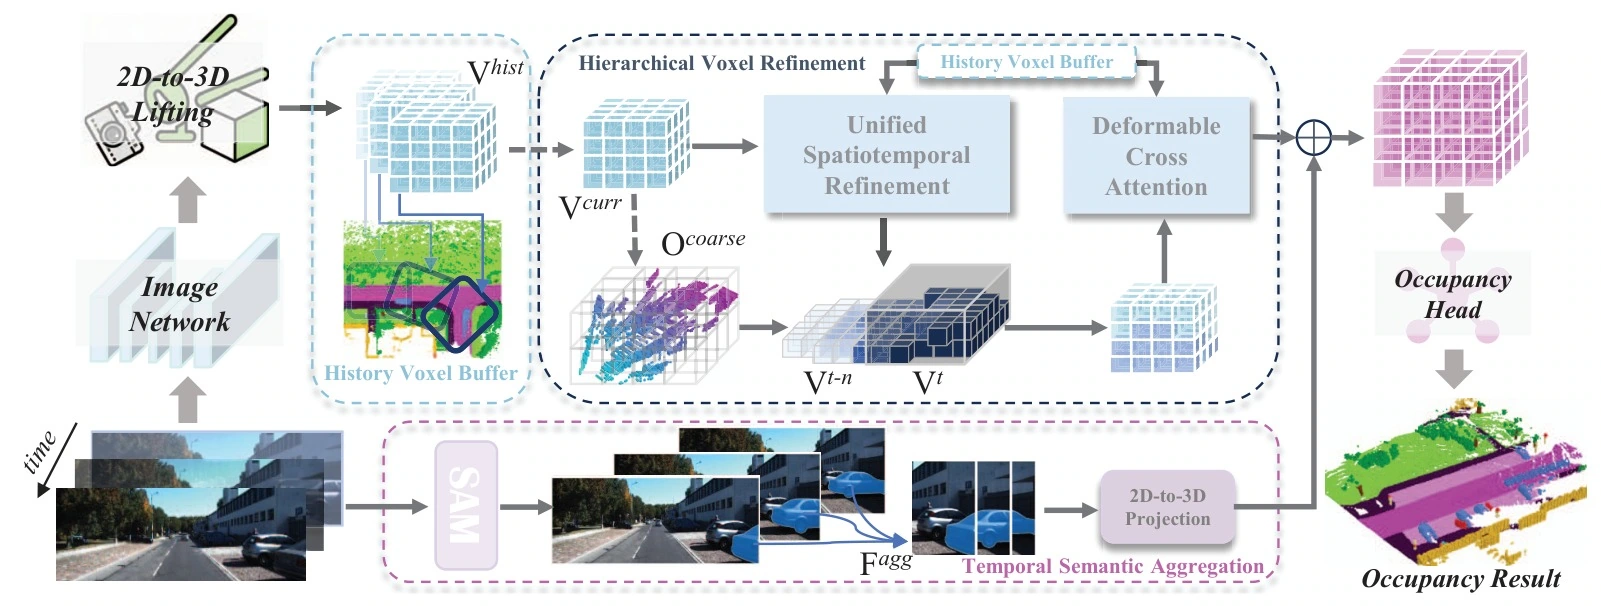 2D-to-3D
Lifting
Image
Network
time
V^hist
History Voxel Buffer
Hierarchical Voxel Refinement
History Voxel Buffer
V^curr
Unified
Spatiotemporal
Refinement
Deformable
Cross
Attention
O^coarse
V^t-n
V^t
SAM
F^agg
2D-to-3D
Projection
Temporal Semantic Aggregation
Occupancy
Head
Occupancy Result